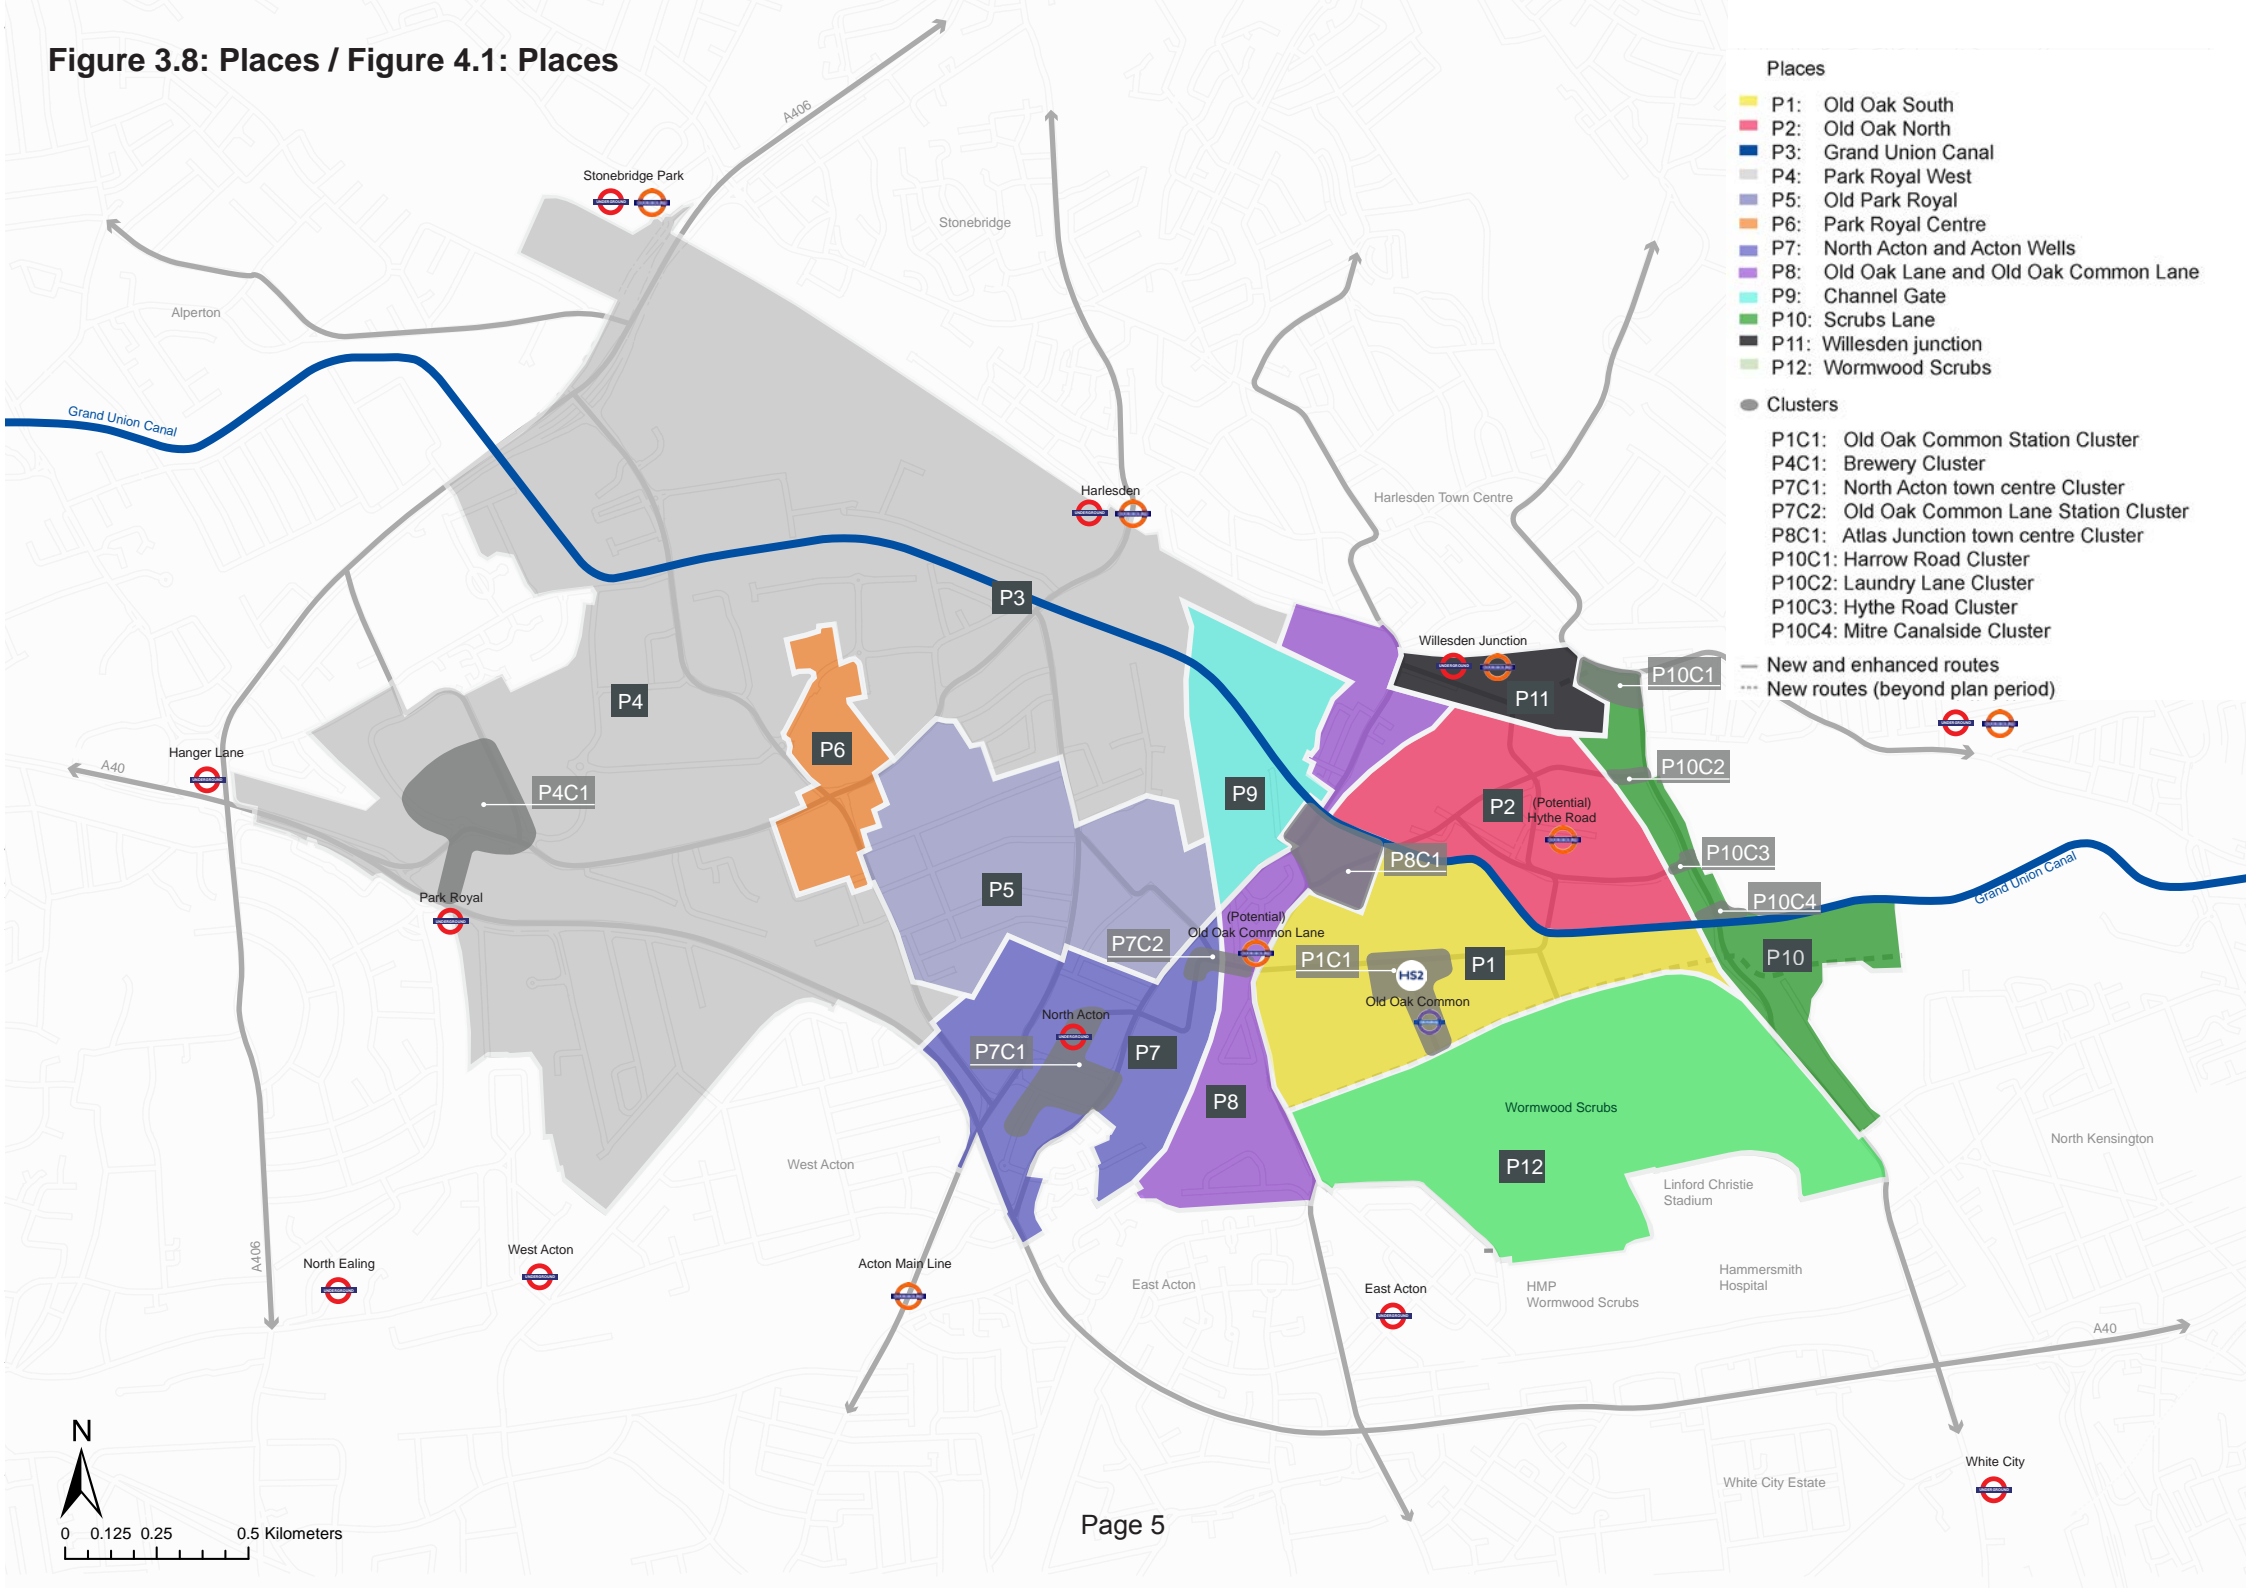 Figure 3.8: Places / Figure 4.1: Places
Places
P1: Old Oak South
P2: Old Oak North
P3: Grand Union Canal
P4: Park Royal West
P5: Old Park Royal
P6: Park Royal Centre
P7: North Acton and Acton Wells
P8: Old Oak Lane and Old Oak Common Lane
P9: Channel Gate
P10: Scrubs Lane
P11: Willesden junction
P12: Wormwood Scrubs
Clusters
P1C1: Old Oak Common Station Cluster
P4C1: Brewery Cluster
P7C1: North Acton town centre Cluster
P7C2: Old Oak Common Lane Station Cluster
P8C1: Atlas Junction town centre Cluster
P10C1: Harrow Road Cluster
P10C2: Laundry Lane Cluster
P10C3: Hythe Road Cluster
P10C4: Mitre Canalside Cluster
New and enhanced routes
New routes (beyond plan period)
A406
Stonebridge Park
Stonebridge
Alperton
Grand Union Canal
Harlesden
Harlesden Town Centre
P3
Willesden Junction
P11
P10C1
P4
P6
Hanger Lane
A40
P4C1
P9
P2
(Potential)
Hythe Road
P10C2
P10C3
P8C1
Grand Union Canal
P5
Park Royal
P10C4
(Potential)
Old Oak Common Lane
P7C2
P1C1
HS2
P1
P10
Old Oak Common
North Acton
P7C1
P7
P8
Wormwood Scrubs
P12
West Acton
North Kensington
Linford Christie
Stadium
A406
North Ealing
West Acton
Acton Main Line
East Acton
East Acton
HMP
Wormwood Scrubs
Hammersmith
Hospital
A40
White City
White City Estate
N
0 0.125 0.25 0.5 Kilometers
Page 5